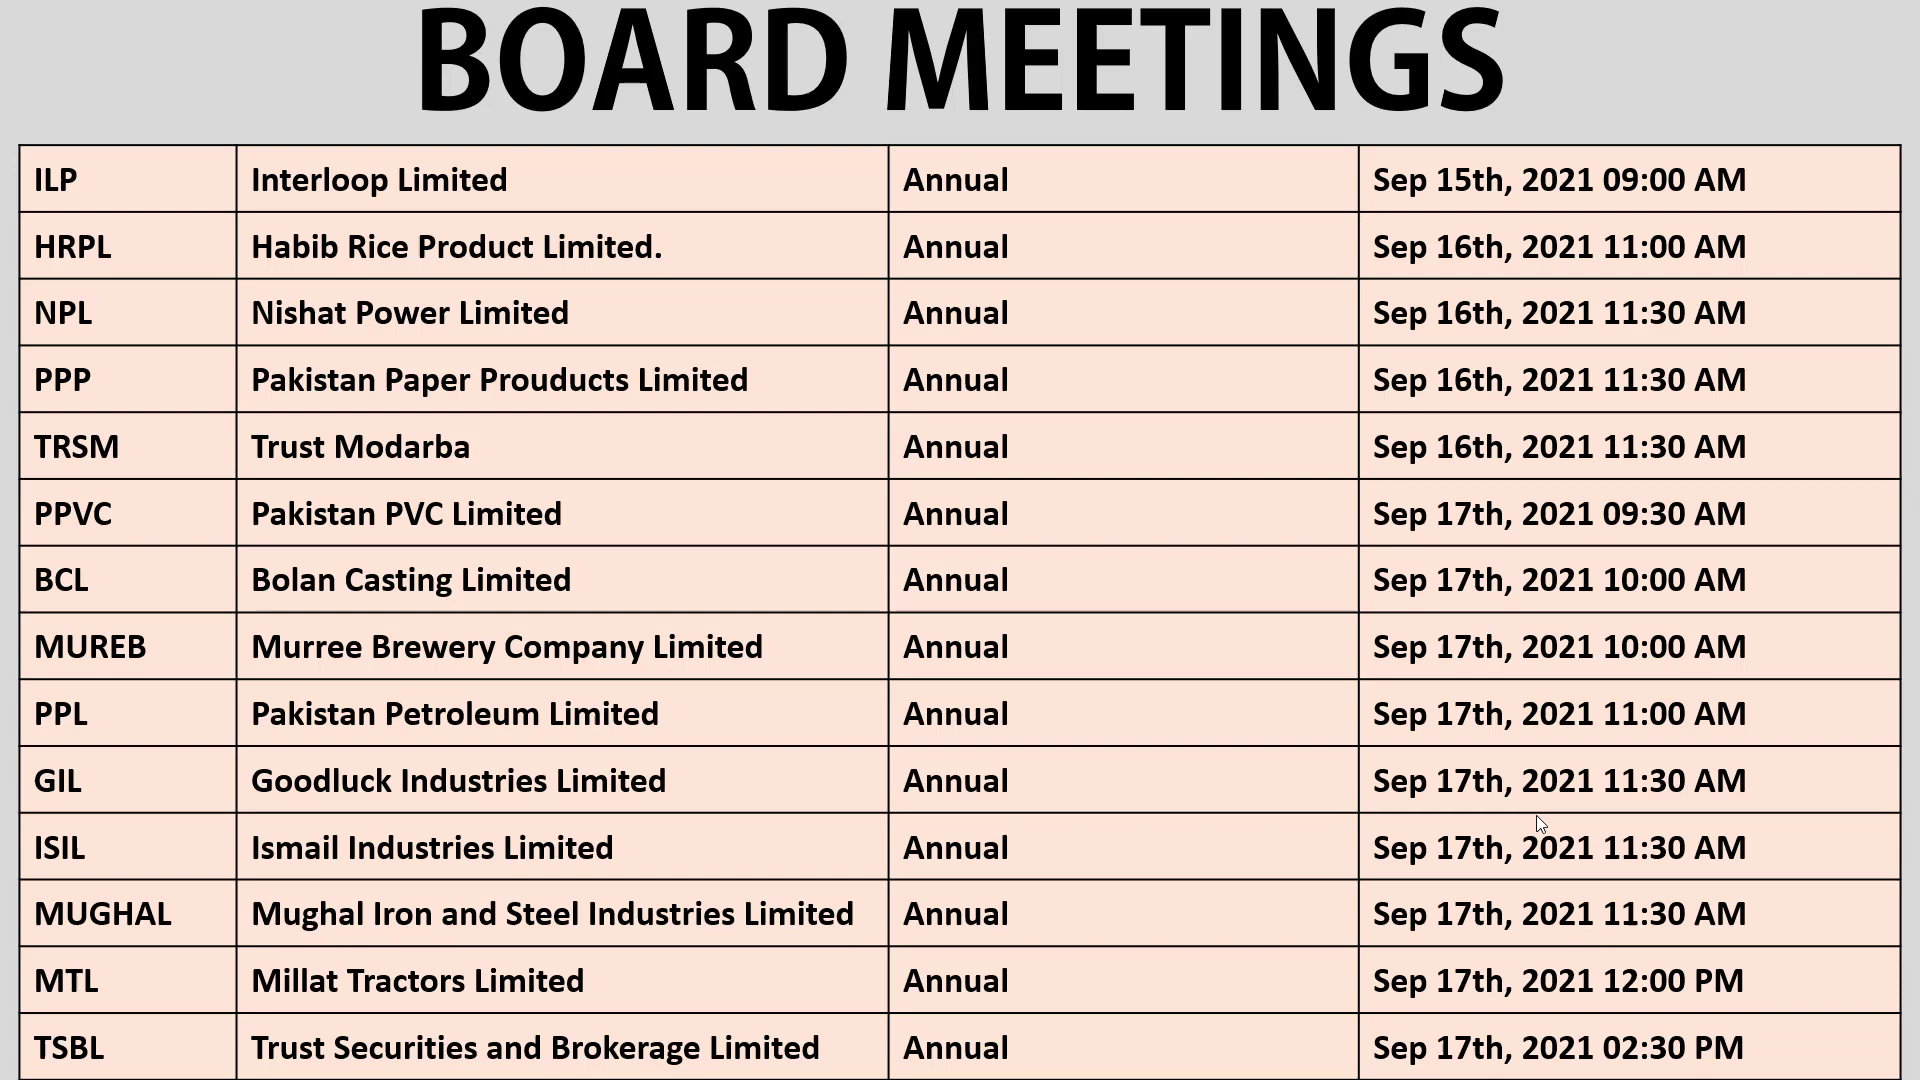 BOARD MEETINGS
ILP Interloop Limited Annual Sep 15th, 2021 09:00 AM
HRPL Habib Rice Product Limited. Annual Sep 16th, 2021 11:00 AM
NPL Nishat Power Limited Annual Sep 16th, 2021 11:30 AM
PPP Pakistan Paper Prouducts Limited Annual Sep 16th, 2021 11:30 AM
TRSM Trust Modarba Annual Sep 16th, 2021 11:30 AM
PPVC Pakistan PVC Limited Annual Sep 17th, 2021 09:30 AM
BCL Bolan Casting Limited Annual Sep 17th, 2021 10:00 AM
MUREB Murree Brewery Company Limited Annual Sep 17th, 2021 10:00 AM
PPL Pakistan Petroleum Limited Annual Sep 17th, 2021 11:00 AM
GIL Goodluck Industries Limited Annual Sep 17th, 2021 11:30 AM
ISIL Ismail Industries Limited Annual Sep 17th, 2021 11:30 AM
MUGHAL Mughal Iron and Steel Industries Limited Annual Sep 17th, 2021 11:30 AM
MTL Millat Tractors Limited Annual Sep 17th, 2021 12:00 PM
TSBL Trust Securities and Brokerage Limited Annual Sep 17th, 2021 02:30 PM